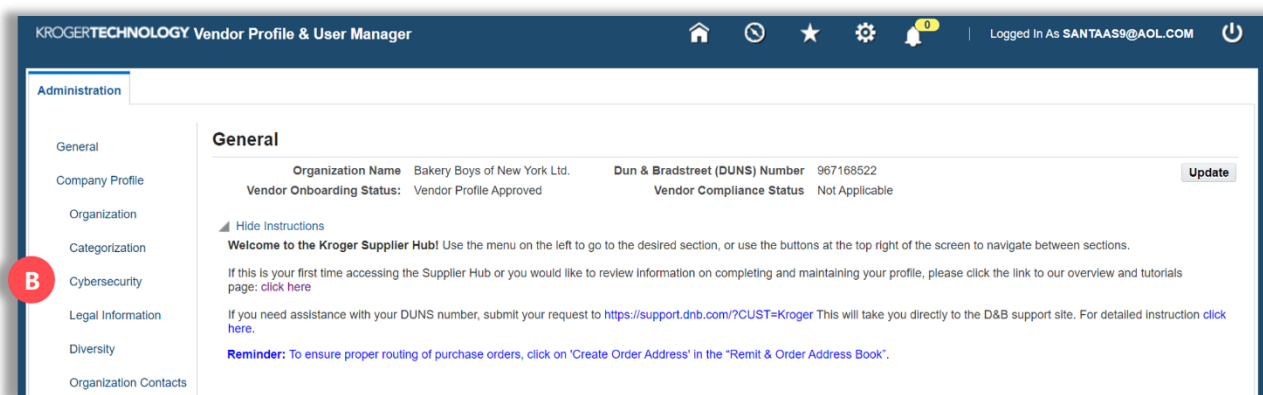 KROGERTECHNOLOGY. Vendor Profile & User Manager 0 Logged In As SANTAAS9@AOL.COM
Administration
General
Company Profile
Organization
Categorization
B Cybersecurity
Legal Information
Diversity
Organization Contacts
General
Organization Name Bakery Boys of New York Ltd. Dun & Bradstreet (DUNS) Number 967168522 Update
Vendor Onboarding Status: Vendor Profile Approved Vendor Compliance Status Not Applicable
Hide Instructions
Welcome to the Kroger Supplier Hub! Use the menu on the left to go to the desired section, or use the buttons at the top right of the screen to navigate between sections.
If this is your first time accessing the Supplier Hub or you would like to review information on completing and maintaining your profile, please click the link to our overview and tutorials
page: click here
If you need assistance with your DUNS number, submit your request to https://support.dnb.com/?CUST=Kroger This will take you directly to the D&B support site. For detailed instruction click
here.
Reminder: To ensure proper routing of purchase orders, click on 'Create Order Address' in the "Remit & Order Address Book".